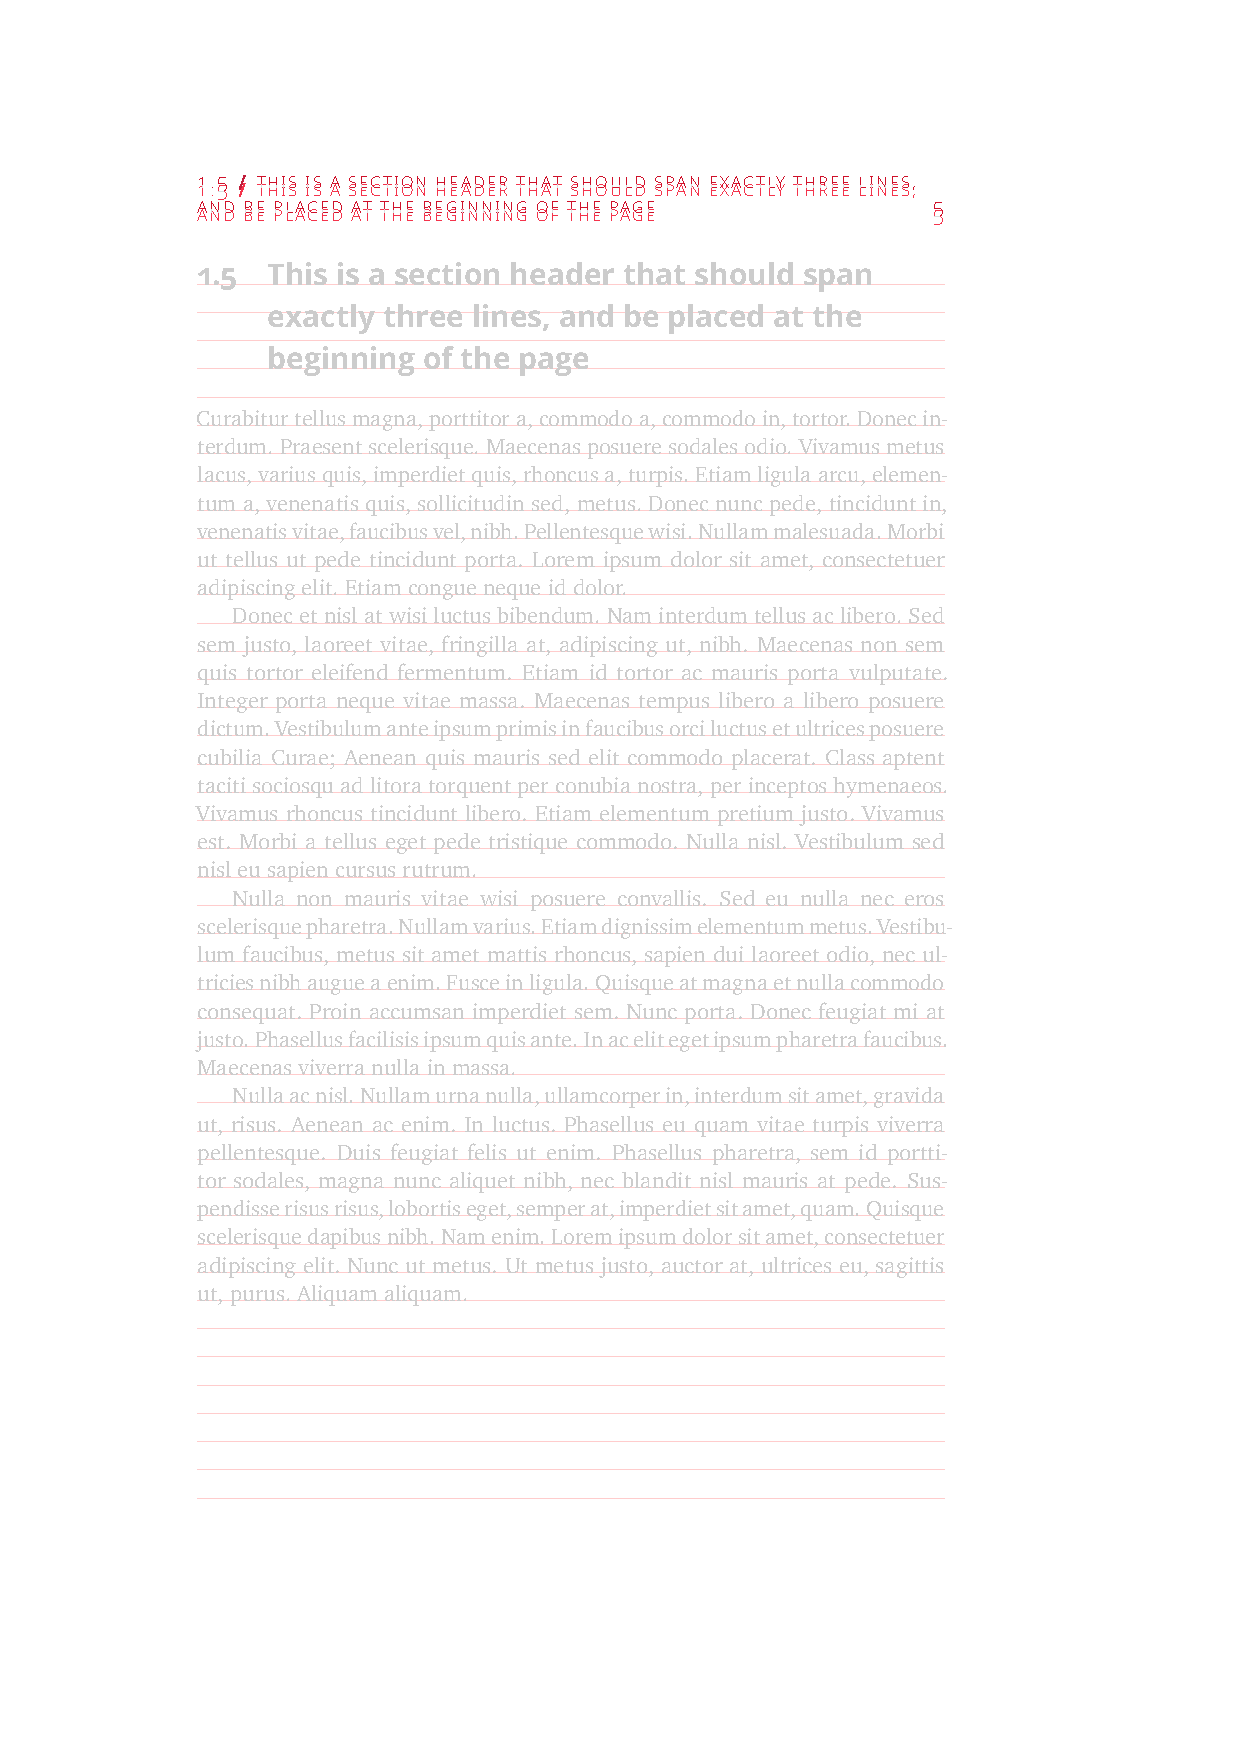 1.5 / THIS IS A SECTION HEADER THAT SHOULD SPAN EXACTLY THREE LINES,
AND BE PLACED AT THE BEGINNING OF THE PAGE 5
1.5 This is a section header that should span
exactly three lines, and be placed at the
beginning of the page
Curabitur tellus magna, porttitor a, commodo a, commodo in, tortor. Donec in-
terdum. Praesent scelerisque. Maecenas posuere sodales odio. Vivamus metus
lacus, varius quis, imperdiet quis, rhoncus a, turpis. Etiam ligula arcu, elemen-
tum a, venenatis quis, sollicitudin sed, metus. Donec nunc pede, tincidunt in,
venenatis vitae, faucibus vel, nibh. Pellentesque wisi. Nullam malesuada. Morbi
ut tellus ut pede tincidunt porta. Lorem ipsum dolor sit amet, consectetuer
adipiscing elit. Etiam congue neque id dolor.
Donec et nisl at wisi luctus bibendum. Nam interdum tellus ac libero. Sed
sem justo, laoreet vitae, fringilla at, adipiscing ut, nibh. Maecenas non sem
quis tortor eleifend fermentum. Etiam id tortor ac mauris porta vulputate.
Integer porta neque vitae massa. Maecenas tempus libero a libero posuere
dictum. Vestibulum ante ipsum primis in faucibus orci luctus et ultrices posuere
cubilia Curae; Aenean quis mauris sed elit commodo placerat. Class aptent
taciti sociosqu ad litora torquent per conubia nostra, per inceptos hymenaeos.
Vivamus rhoncus tincidunt libero. Etiam elementum pretium justo. Vivamus
est. Morbi a tellus eget pede tristique commodo. Nulla nisl. Vestibulum sed
nisl eu sapien cursus rutrum.
Nulla non mauris vitae wisi posuere convallis. Sed eu nulla nec eros
scelerisque pharetra. Nullam varius. Etiam dignissim elementum metus. Vestibu-
lum faucibus, metus sit amet mattis rhoncus, sapien dui laoreet odio, nec ul-
tricies nibh augue a enim. Fusce in ligula. Quisque at magna et nulla commodo
consequat. Proin accumsan imperdiet sem. Nunc porta. Donec feugiat mi at
justo. Phasellus facilisis ipsum quis ante. In ac elit eget ipsum pharetra faucibus.
Maecenas viverra nulla in massa.
Nulla ac nisl. Nullam urna nulla, ullamcorper in, interdum sit amet, gravida
ut, risus. Aenean ac enim. In luctus. Phasellus eu quam vitae turpis viverra
pellentesque. Duis feugiat felis ut enim. Phasellus pharetra, sem id portti-
tor sodales, magna nunc aliquet nibh, nec blandit nisl mauris at pede. Sus-
pendisse risus risus, lobortis eget, semper at, imperdiet sit amet, quam. Quisque
scelerisque dapibus nibh. Nam enim. Lorem ipsum dolor sit amet, consectetuer
adipiscing elit. Nunc ut metus. Ut metus justo, auctor at, ultrices eu, sagittis
ut, purus. Aliquam aliquam.